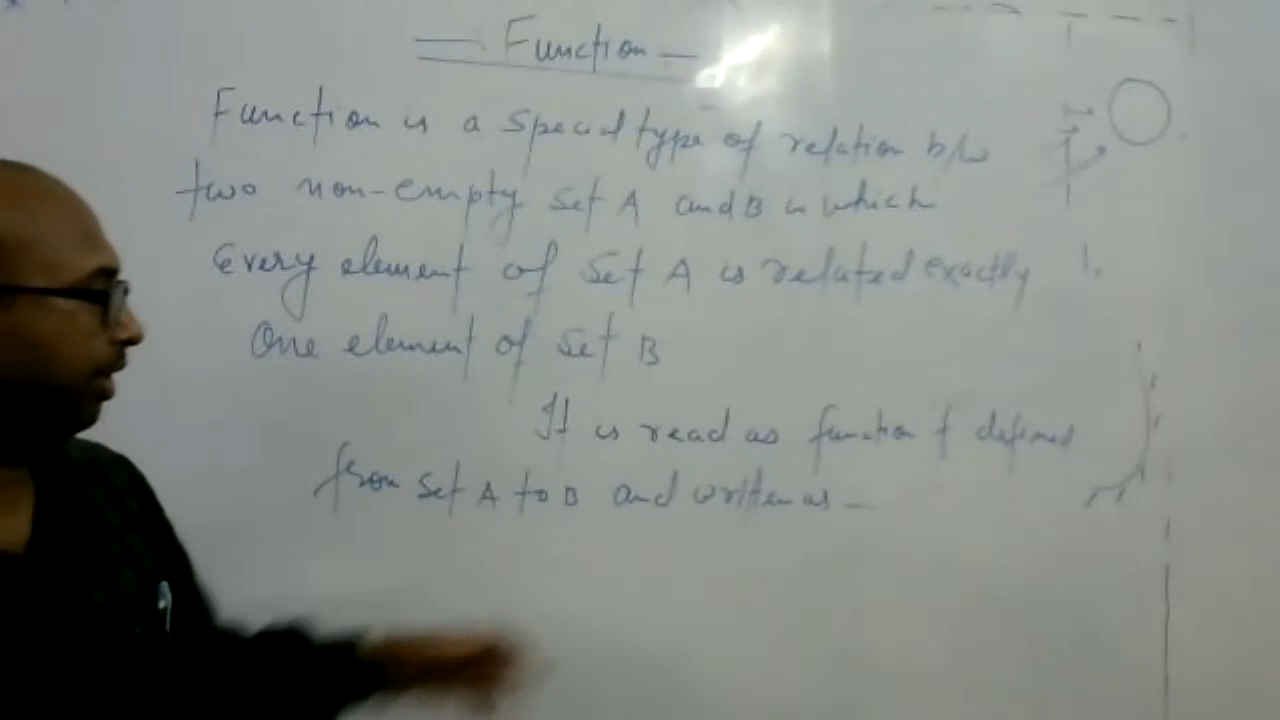 Function
Function is a special type of relation b/w
two non-empty set A and B in which
Every element of set A is related exactly
One element of set B
It is read as function f defined
from set A to B and written as -